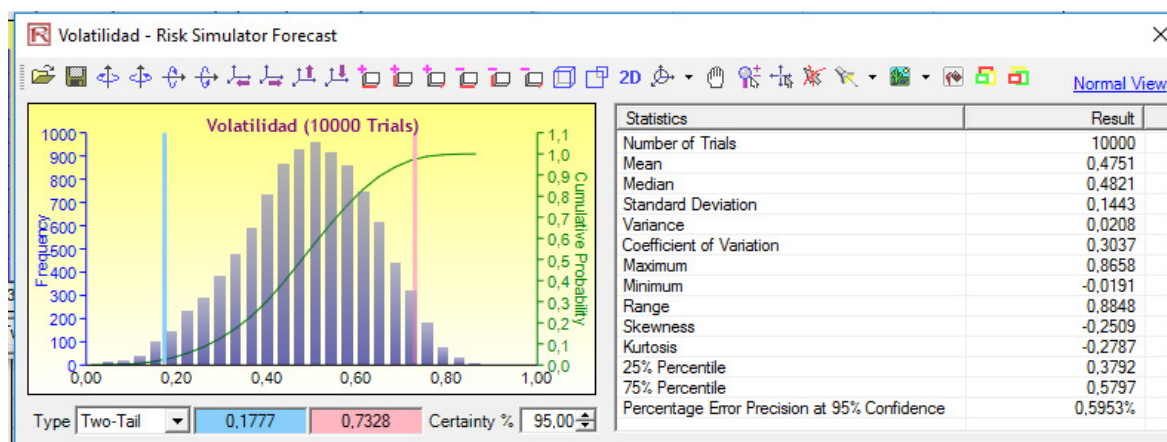 Volatilidad - Risk Simulator Forecast
2D
Normal View
Volatilidad (10000 Trials)
Frequency
1000
900
800
700
600
500
400
300
200
100
0
0,00 0,20 0,40 0,60 0,80 1,00
1,1
1,0
0,9
0,8
0,7
0,6
0,5
0,4
0,3
0,2
0,1
0,0
Cumulative Probability
Type Two-Tail 0,1777 0,7328 Certainty % 95,00
Statistics Result
Number of Trials 10000
Mean 0,4751
Median 0,4821
Standard Deviation 0,1443
Variance 0,0208
Coefficient of Variation 0,3037
Maximum 0,8658
Minimum -0,0191
Range 0,8848
Skewness -0,2509
Kurtosis -0,2787
25% Percentile 0,3792
75% Percentile 0,5797
Percentage Error Precision at 95% Confidence 0,5953%